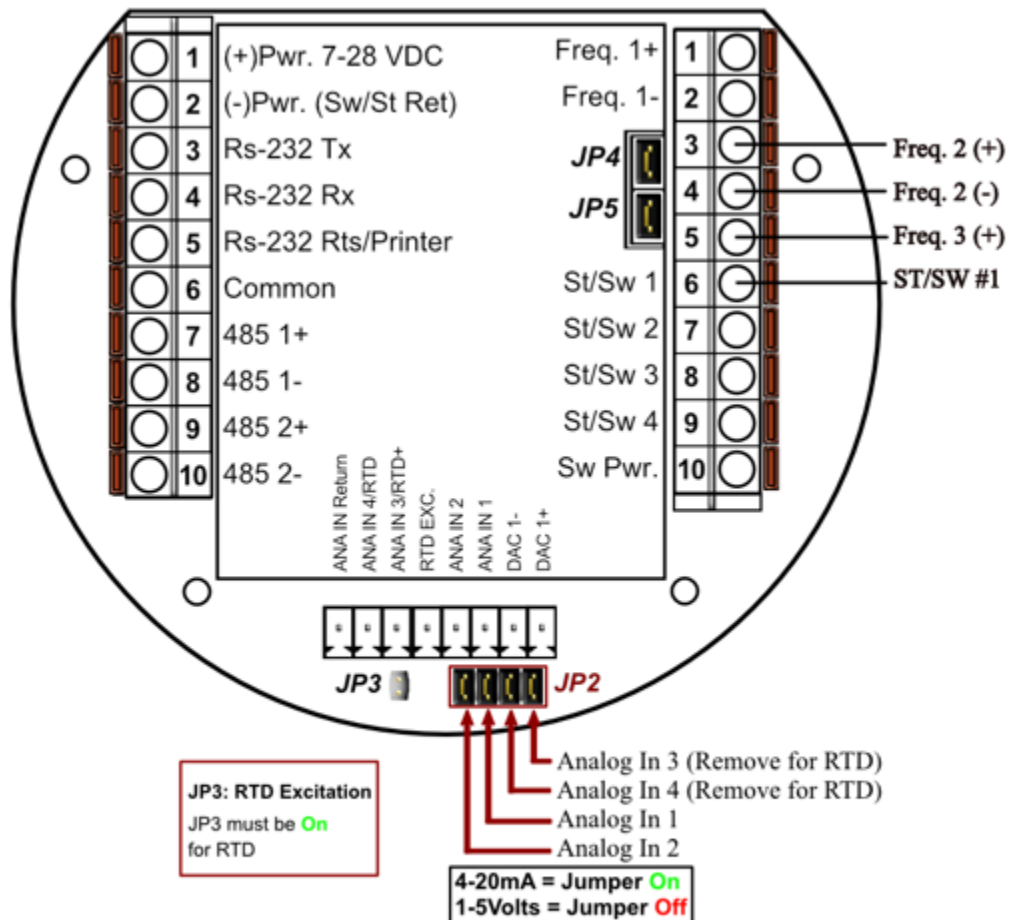 1 (+)Pwr. 7-28 VDC
2 (-)Pwr. (Sw/St Ret)
3 Rs-232 Tx
4 Rs-232 Rx
5 Rs-232 Rts/Printer
6 Common
7 485 1+
8 485 1-
9 485 2+
10 485 2-
Freq. 1+ 1
Freq. 1- 2
JP4 3 Freq. 2 (+)
JP5 4 Freq. 2 (-)
5 Freq. 3 (+)
St/Sw 1 6 ST/SW #1
St/Sw 2 7
St/Sw 3 8
St/Sw 4 9
Sw Pwr. 10
ANA IN Return
ANA IN 4/RTD
ANA IN 3/RTD+
RTD EXC.
ANA IN 2
ANA IN 1
DAC 1-
DAC 1+
JP3 JP2
Analog In 3 (Remove for RTD)
Analog In 4 (Remove for RTD)
Analog In 1
Analog In 2
JP3: RTD Excitation
JP3 must be On
for RTD
4-20mA = Jumper On
1-5Volts = Jumper Off